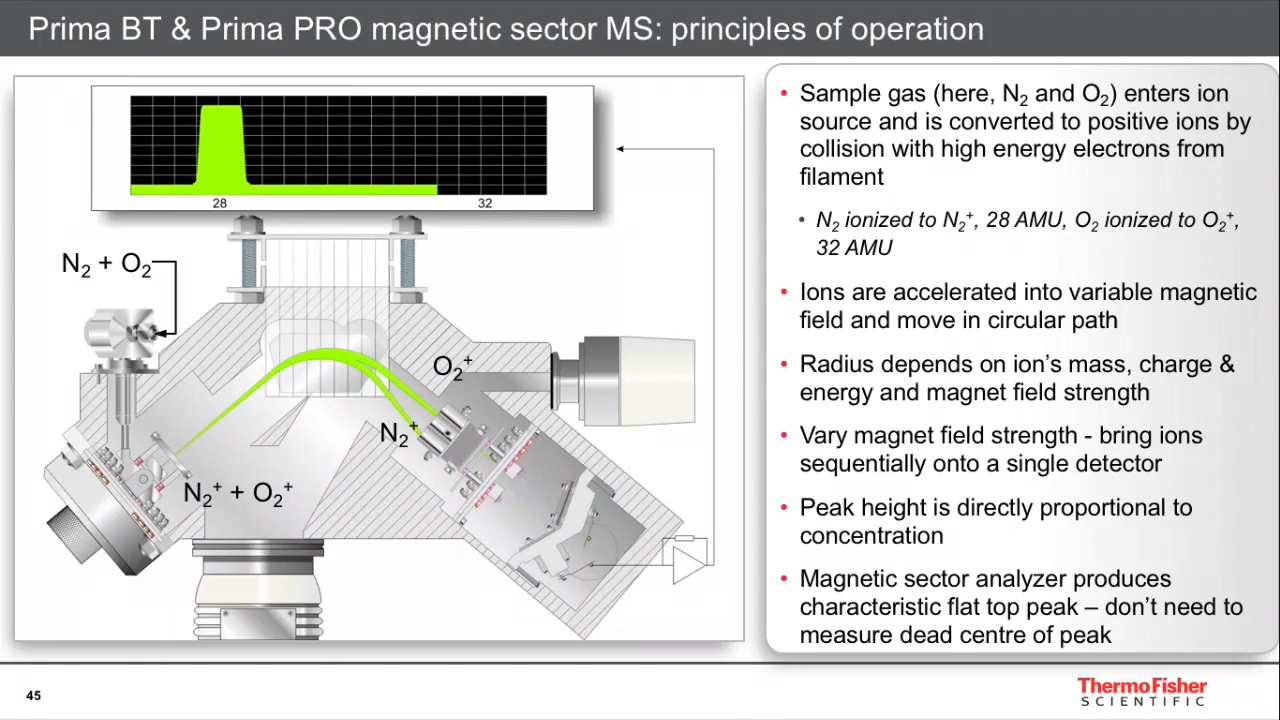 Prima BT & Prima PRO magnetic sector MS: principles of operation
28
32
N₂ + O₂
O₂⁺
N₂⁺
N₂⁺ + O₂⁺
• Sample gas (here, N₂ and O₂) enters ion
source and is converted to positive ions by
collision with high energy electrons from
filament
• N₂ ionized to N₂⁺, 28 AMU, O₂ ionized to O₂⁺,
32 AMU
• Ions are accelerated into variable magnetic
field and move in circular path
• Radius depends on ion’s mass, charge &
energy and magnet field strength
• Vary magnet field strength - bring ions
sequentially onto a single detector
• Peak height is directly proportional to
concentration
• Magnetic sector analyzer produces
characteristic flat top peak – don’t need to
measure dead centre of peak
45
ThermoFisher
SCIENTIFIC